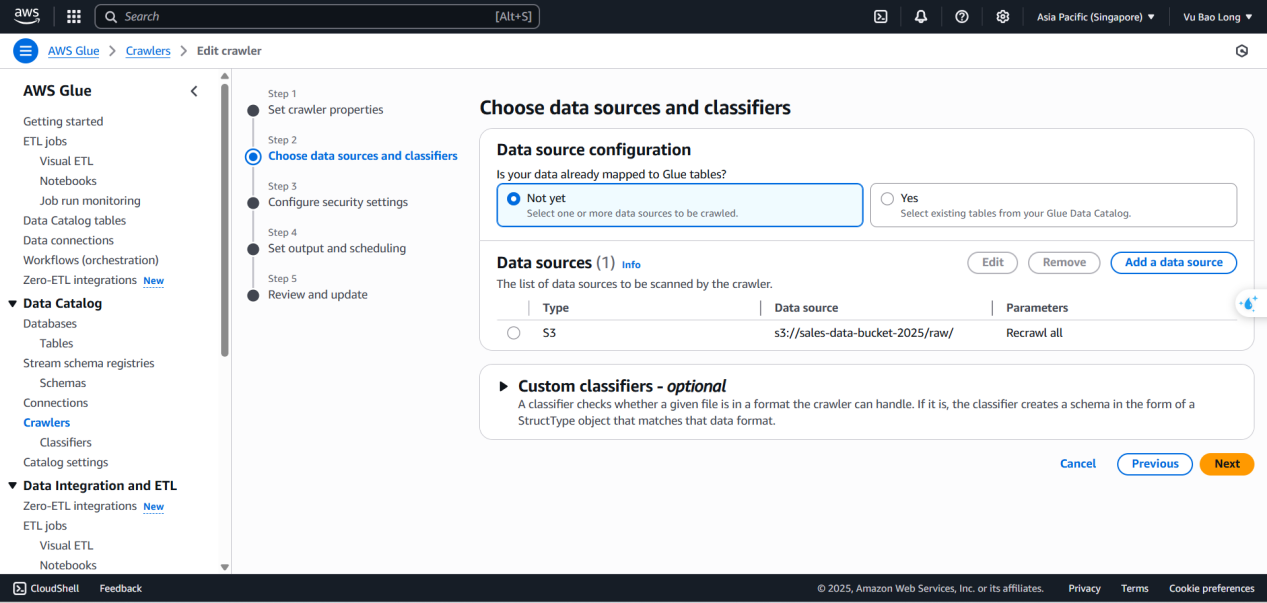 aws
Search [Alt+S]
Asia Pacific (Singapore) Vu Bao Long
AWS Glue Crawlers Edit crawler
AWS Glue
Getting started
ETL jobs
Visual ETL
Notebooks
Job run monitoring
Data Catalog tables
Data connections
Workflows (orchestration)
Zero-ETL integrations New
Data Catalog
Databases
Tables
Stream schema registries
Schemas
Connections
Crawlers
Classifiers
Catalog settings
Data Integration and ETL
Zero-ETL integrations New
ETL jobs
Visual ETL
Notebooks
Step 1
Set crawler properties
Step 2
Choose data sources and classifiers
Step 3
Configure security settings
Step 4
Set output and scheduling
Step 5
Review and update
Choose data sources and classifiers
Data source configuration
Is your data already mapped to Glue tables?
Not yet
Select one or more data sources to be crawled.
Yes
Select existing tables from your Glue Data Catalog.
Data sources (1) Info
Edit Remove Add a data source
The list of data sources to be scanned by the crawler.
Type Data source Parameters
S3 s3://sales-data-bucket-2025/raw/ Recrawl all
Custom classifiers - optional
A classifier checks whether a given file is in a format the crawler can handle. If it is, the classifier creates a schema in the form of a
StructType object that matches that data format.
Cancel Previous Next
CloudShell Feedback © 2025, Amazon Web Services, Inc. or its affiliates. Privacy Terms Cookie preferences